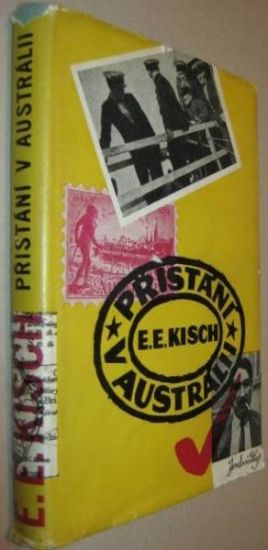 E. E. KISCH PŘISTÁNÍ V AUSTRÁLII
PŘISTÁNÍ
E.E. KISCH
V AUSTRÁLII